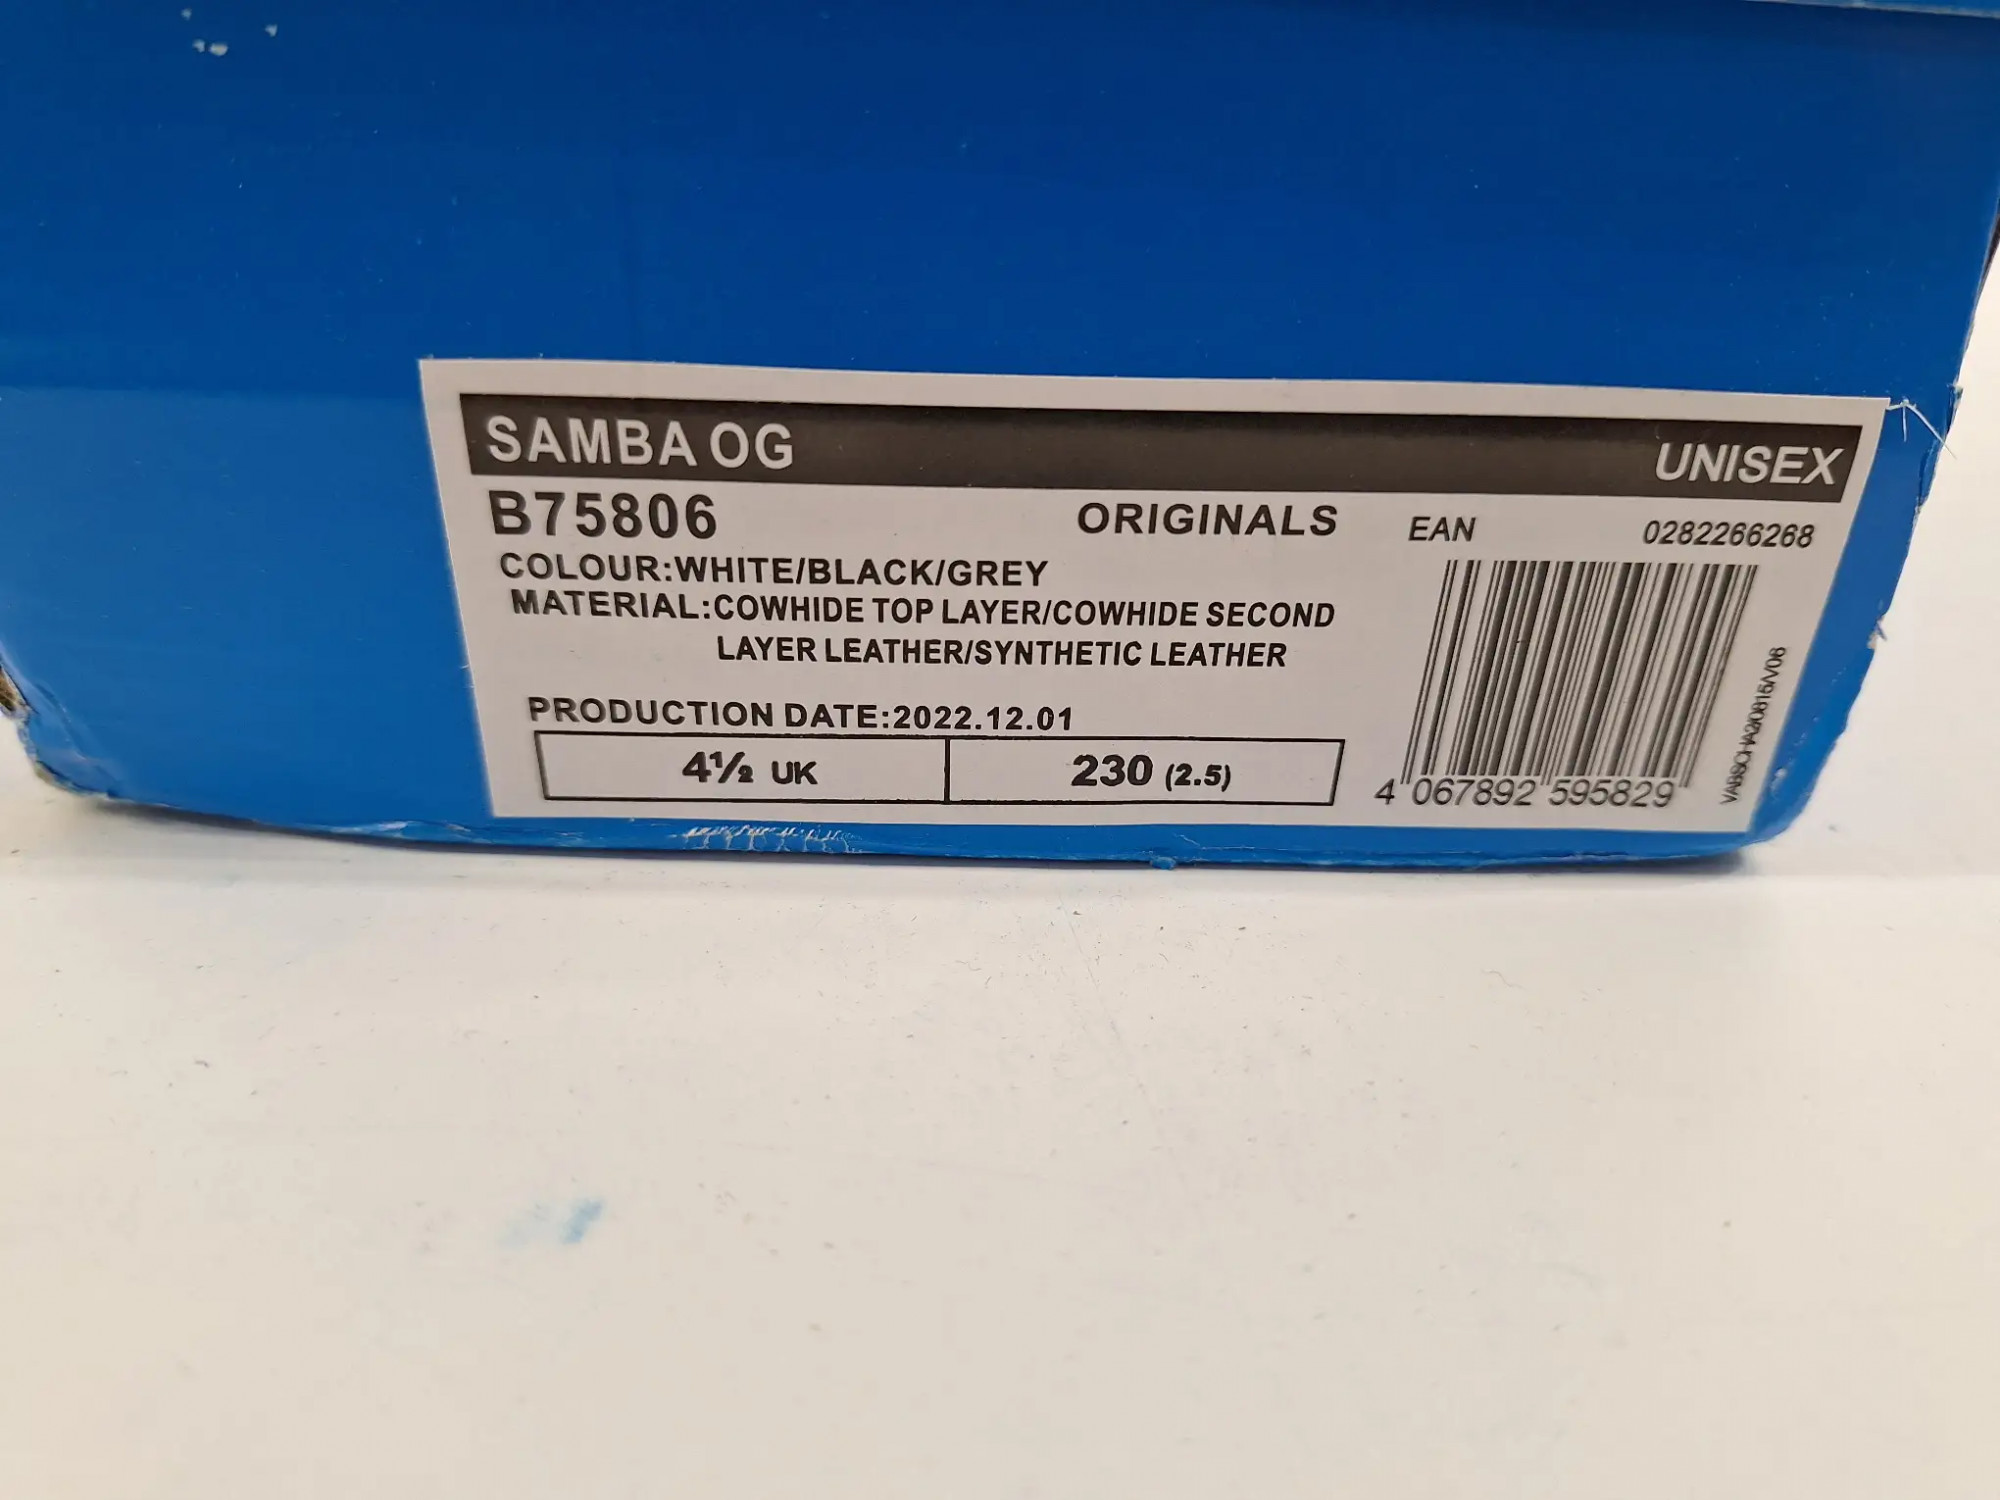 SAMBA OG
UNISEX
B75806
ORIGINALS
EAN
0282266268
COLOUR:WHITE/BLACK/GREY
MATERIAL:COWHIDE TOP LAYER/COWHIDE SECOND
LAYER LEATHER/SYNTHETIC LEATHER
PRODUCTION DATE:2022.12.01
4½ UK
230 (2.5)
4 067892 595829